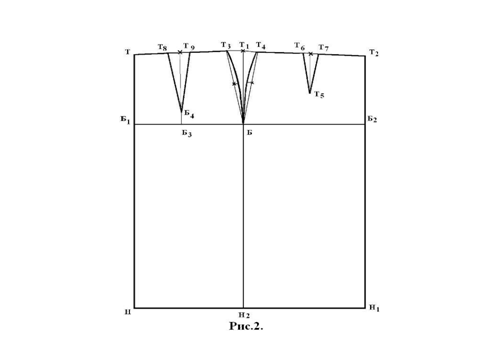 Т Т8 Т9 Т3 Т1 Т4 Т6 Т7 Т2
Т5
Б4
Б1 Б3 Б Б2
Н Н2 Н1
Рис.2.